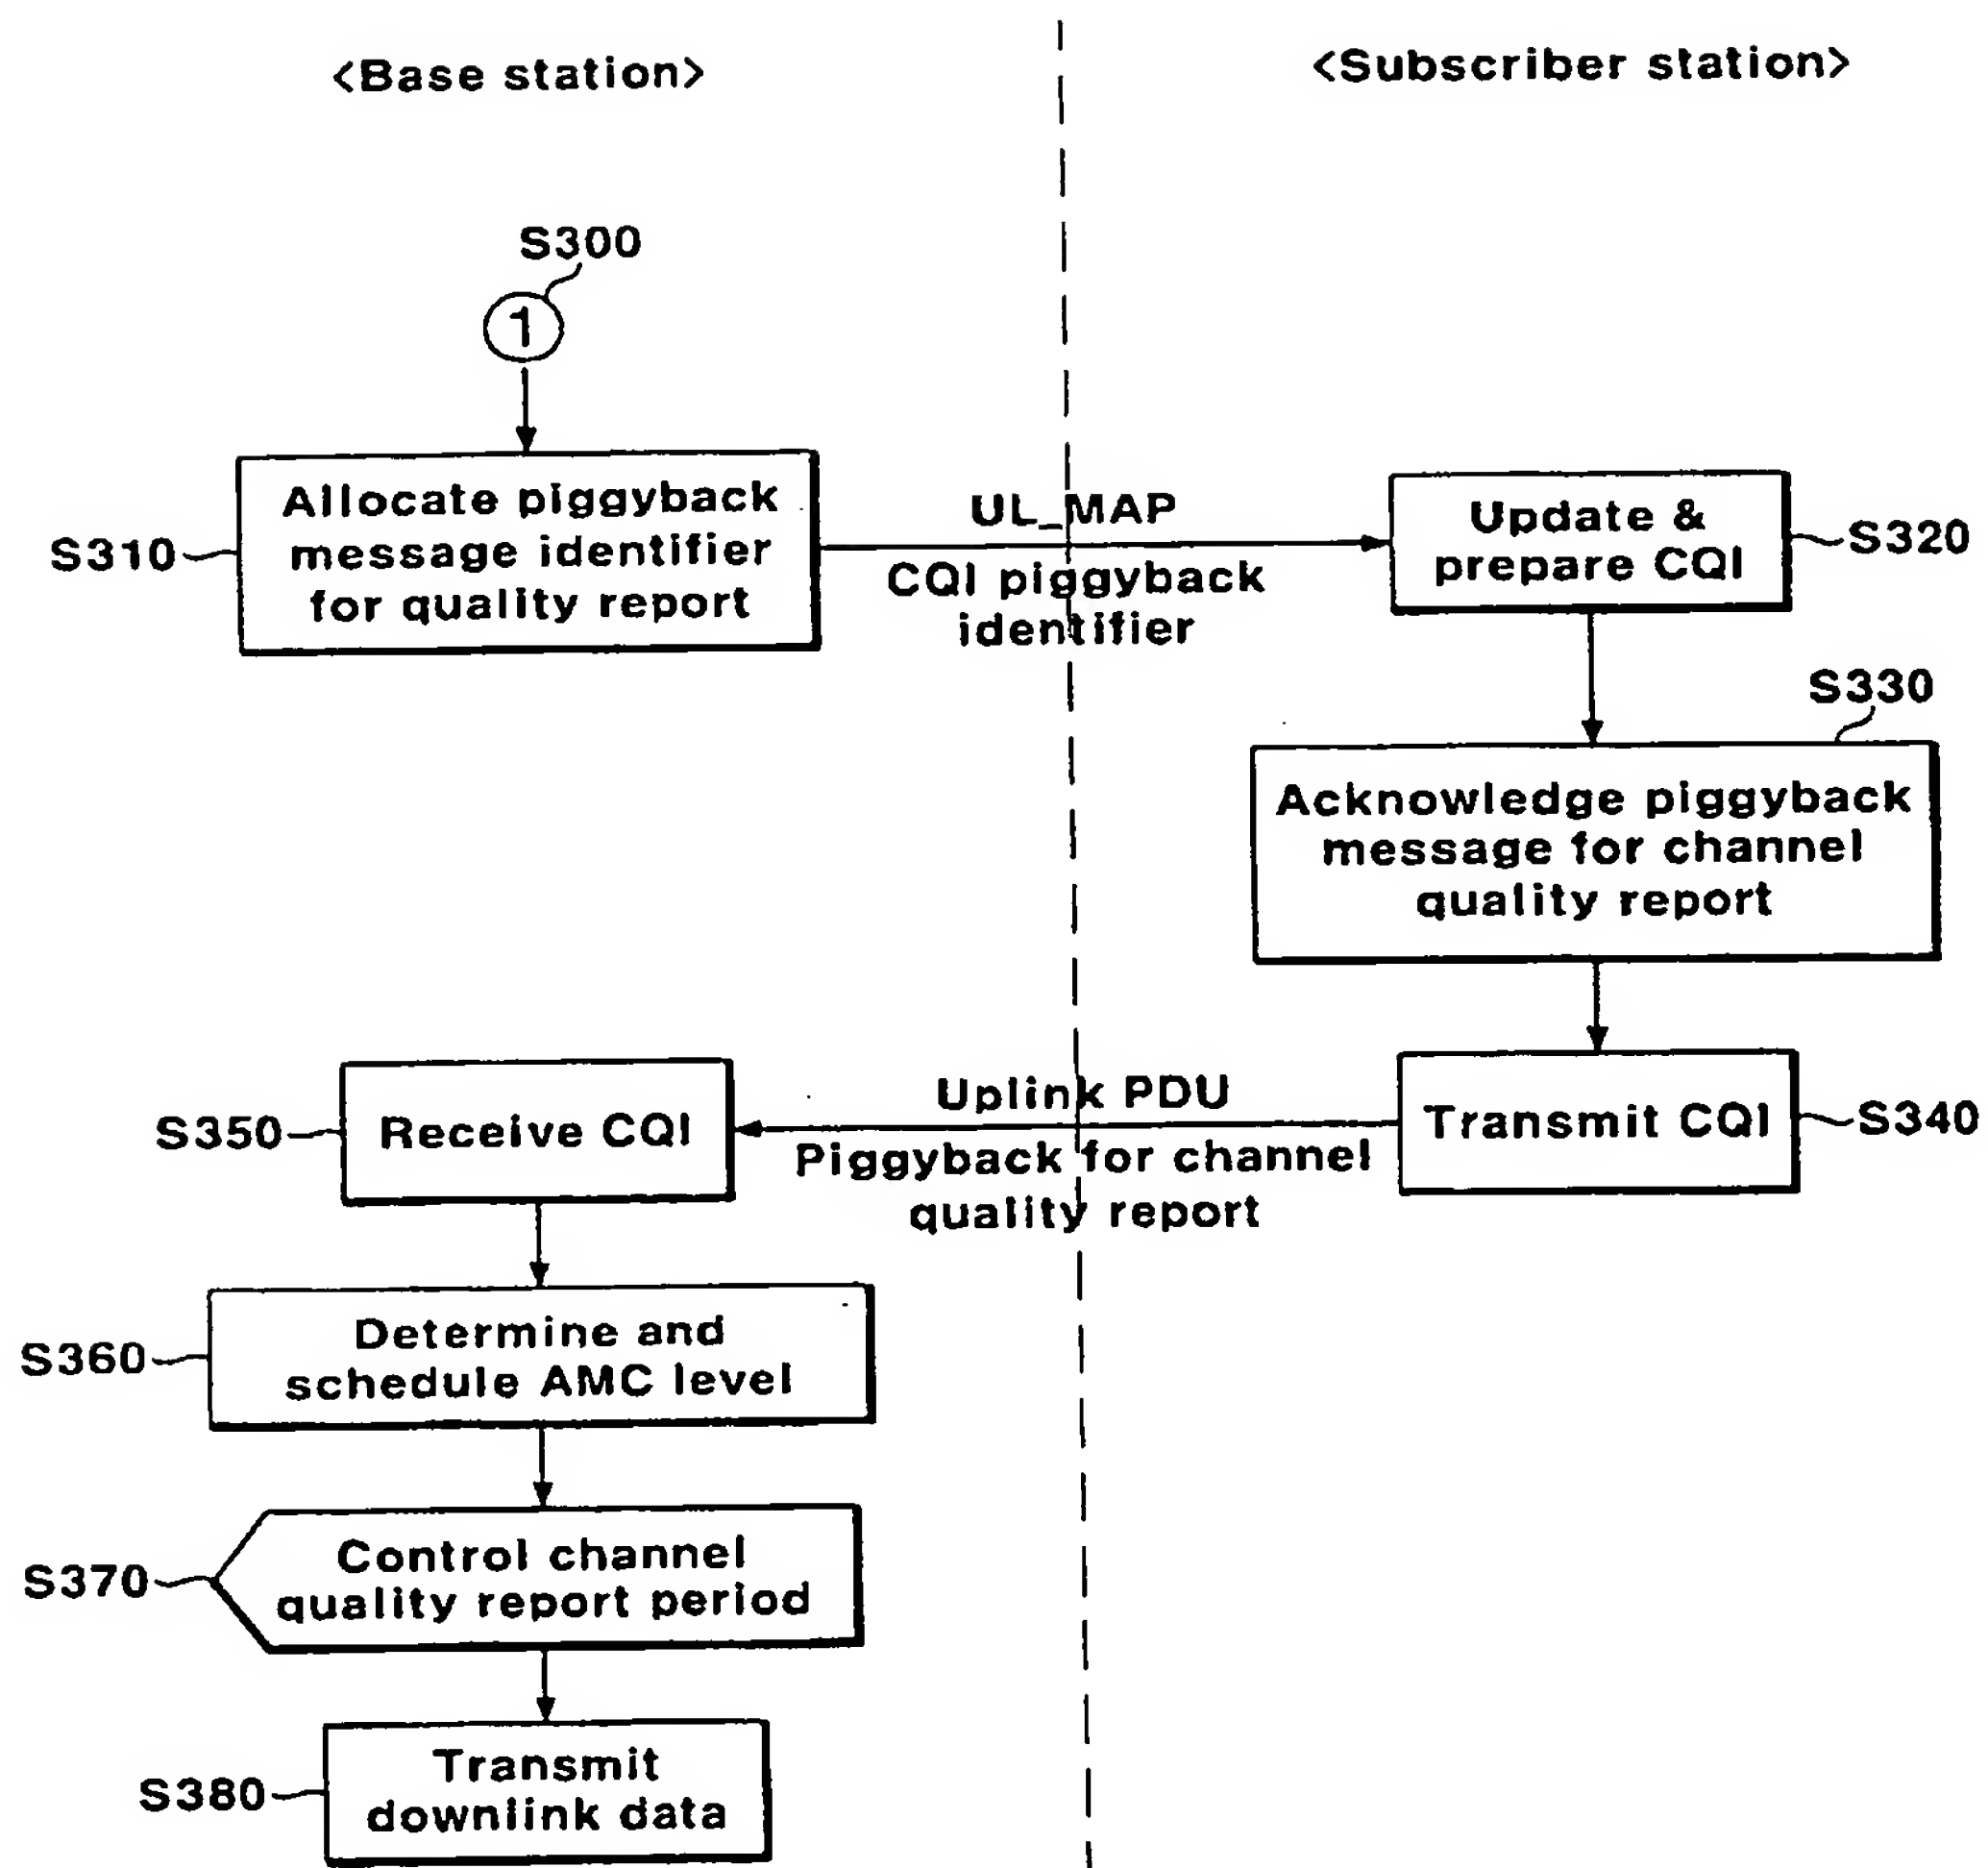 <Base station>
<Subscriber station>
S300
1
Allocate piggyback
message identifier
for quality report
S310
UL_MAP
CQI piggyback
identifier
Update &
prepare CQI
S320
S330
Acknowledge piggyback
message for channel
quality report
S350
Receive CQI
Uplink PDU
Piggyback for channel
quality report
Transmit CQI
S340
S360
Determine and
schedule AMC level
S370
Control channel
quality report period
S380
Transmit
downlink data